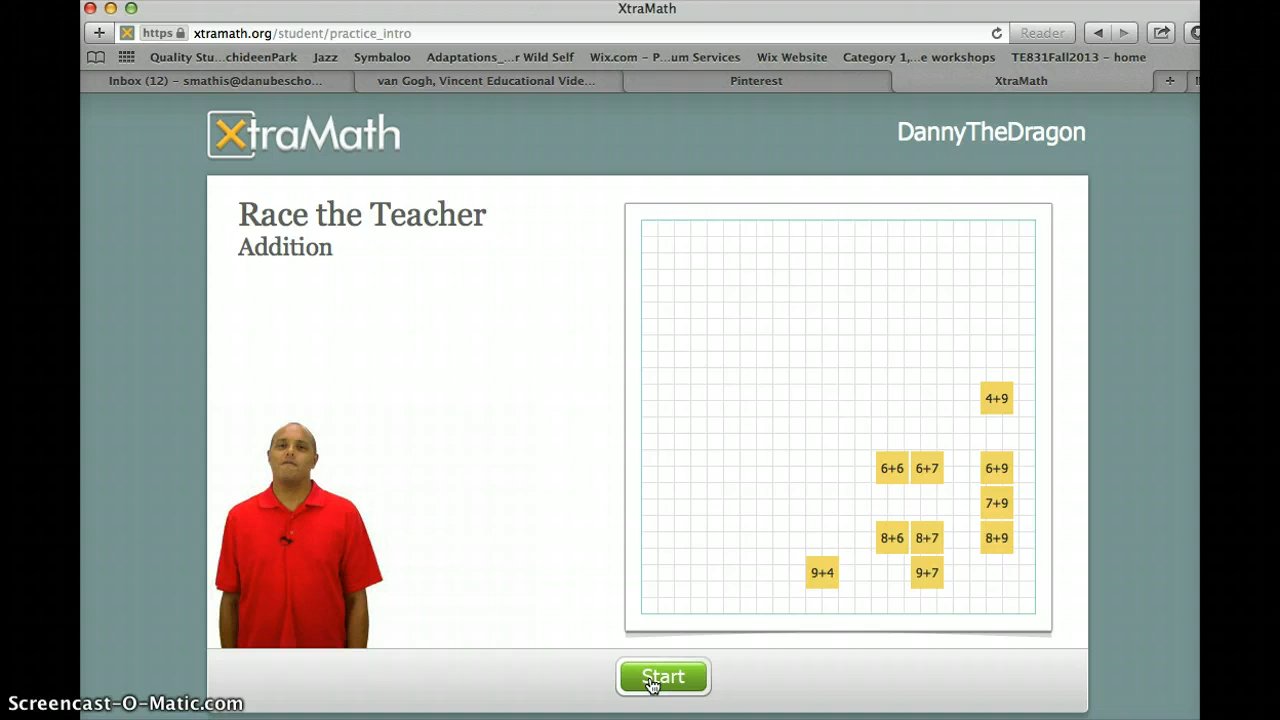 XtraMath
https xtramath.org/student/practice_intro Reader
Quality Stu...chideenPark Jazz Symbaloo Adaptations_...r Wild Self Wix.com – P...um Services Wix Website Category 1,...e workshops TE831Fall2013 – home
Inbox (12) – smathis@danubescho... van Gogh, Vincent Educational Vide... Pinterest XtraMath
XtraMath DannyTheDragon
Race the Teacher
Addition
4+9
6+6 6+7 6+9
7+9
8+6 8+7 8+9
9+4 9+7
Start
Screencast-O-Matic.com